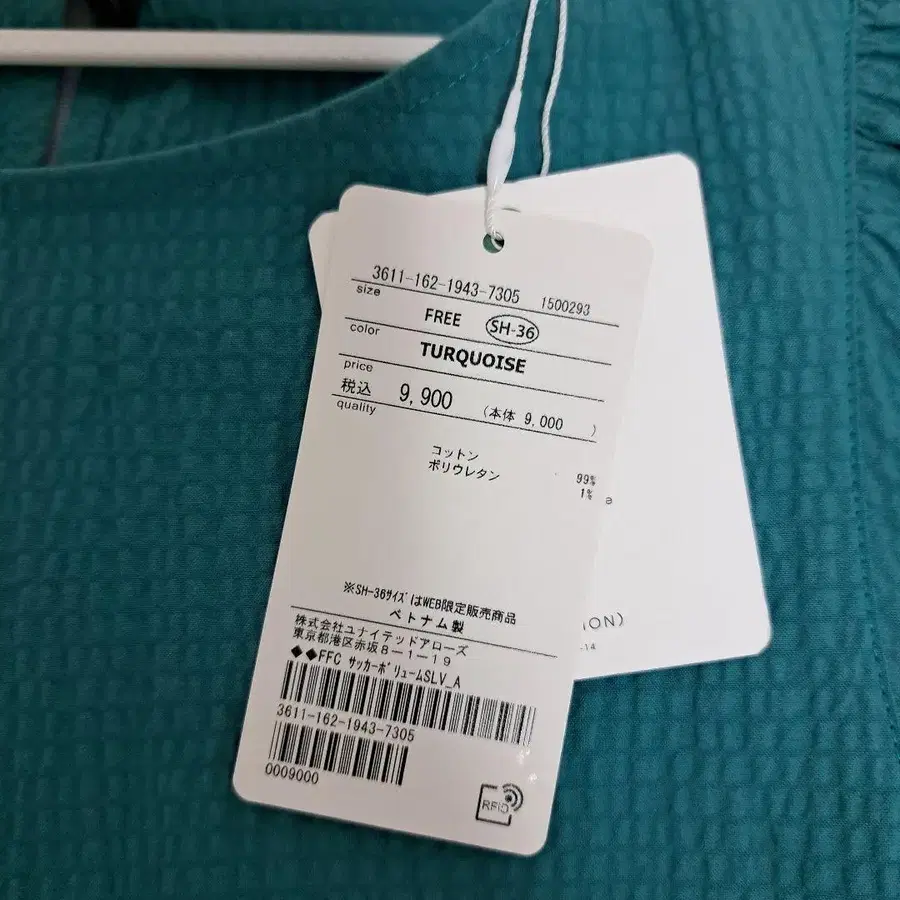 3611-162-1943-7305 1500293
size
FREE SH-36
color
TURQUOISE
price
税込 9,900 (本体 9,000 )
quality
コットン 99%
ポリウレタン 1%
※SH-36サイズはWEB限定販売商品
ベトナム製
株式会社ユナイテッドアローズ
東京都港区赤坂8-1-19
◆◆FFC サッカーボリュームSLV_A
3611-162-1943-7305
0009000
RFID
ION)
-14